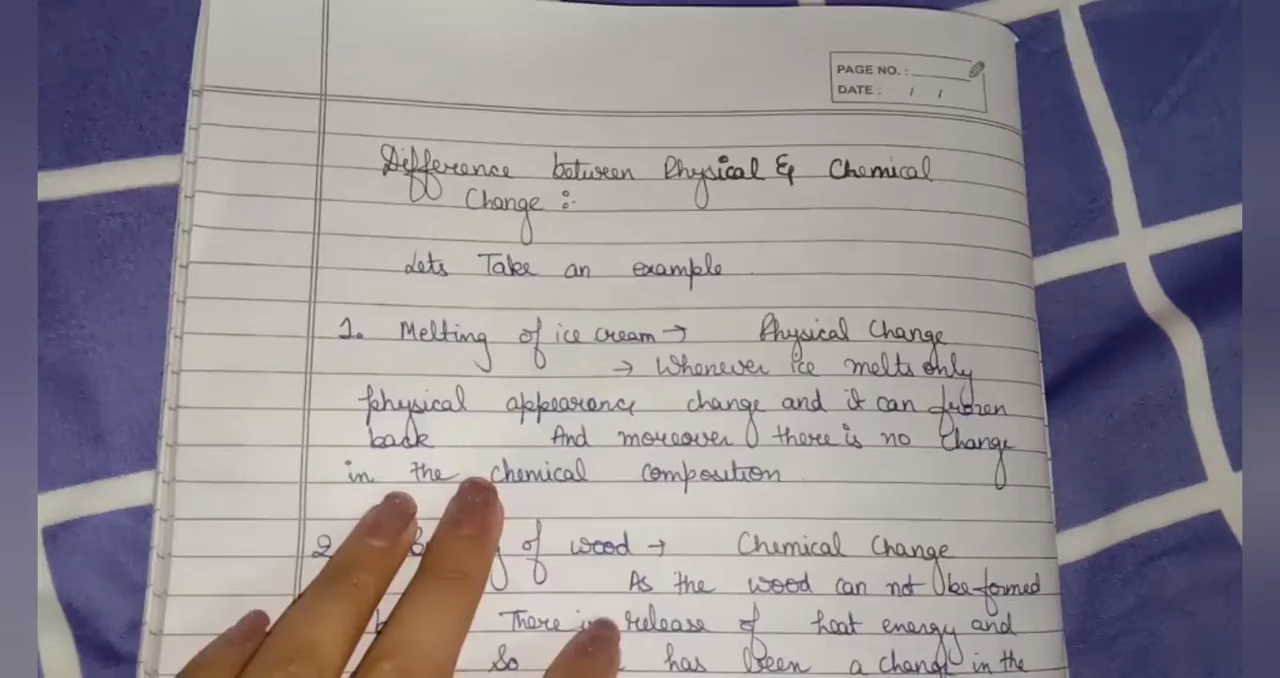 PAGE NO. :
DATE : / /
Difference between Physical & Chemical
Change :-
Lets Take an example
1. Melting of ice cream → Physical Change
→ Whenever ice melts only
physical appearance change and it can frozen
back And moreover there is no change
in the chemical composition
2 of wood → Chemical Change
As the wood can not be formed
There is release of heat energy and
So has been a change in the